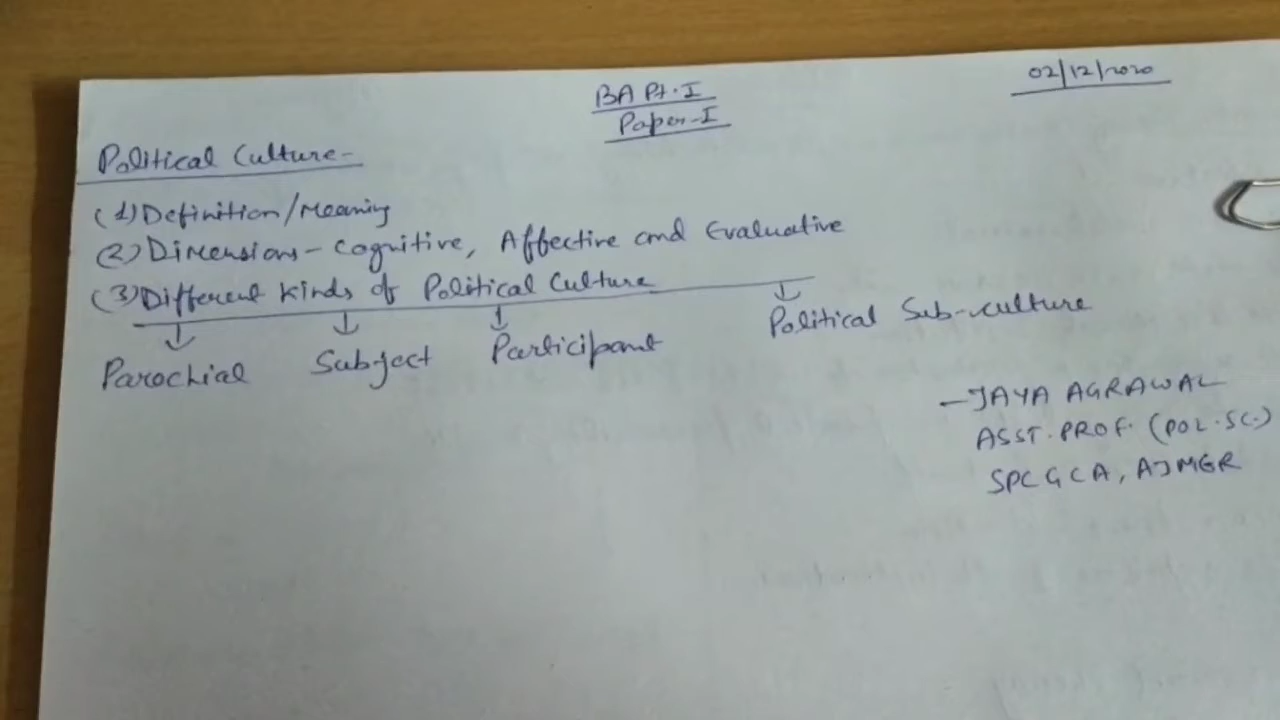 BA Pt. I
Paper-I
02/12/2020
Political Culture-
(1) Definition/Meaning
(2) Dimensions - Cognitive, Affective and Evaluative
(3) Different Kinds of Political Culture
Parochial Subject Participant Political Sub-culture
- JAYA AGRAWAL
ASST. PROF. (POL. SC.)
SPCGCA, AJMER